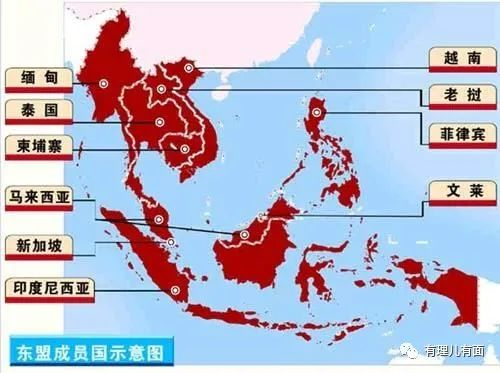 越南
缅甸
老挝
泰国
菲律宾
柬埔寨
马来西亚
文莱
新加坡
印度尼西亚
东盟成员国示意图
有理儿有面